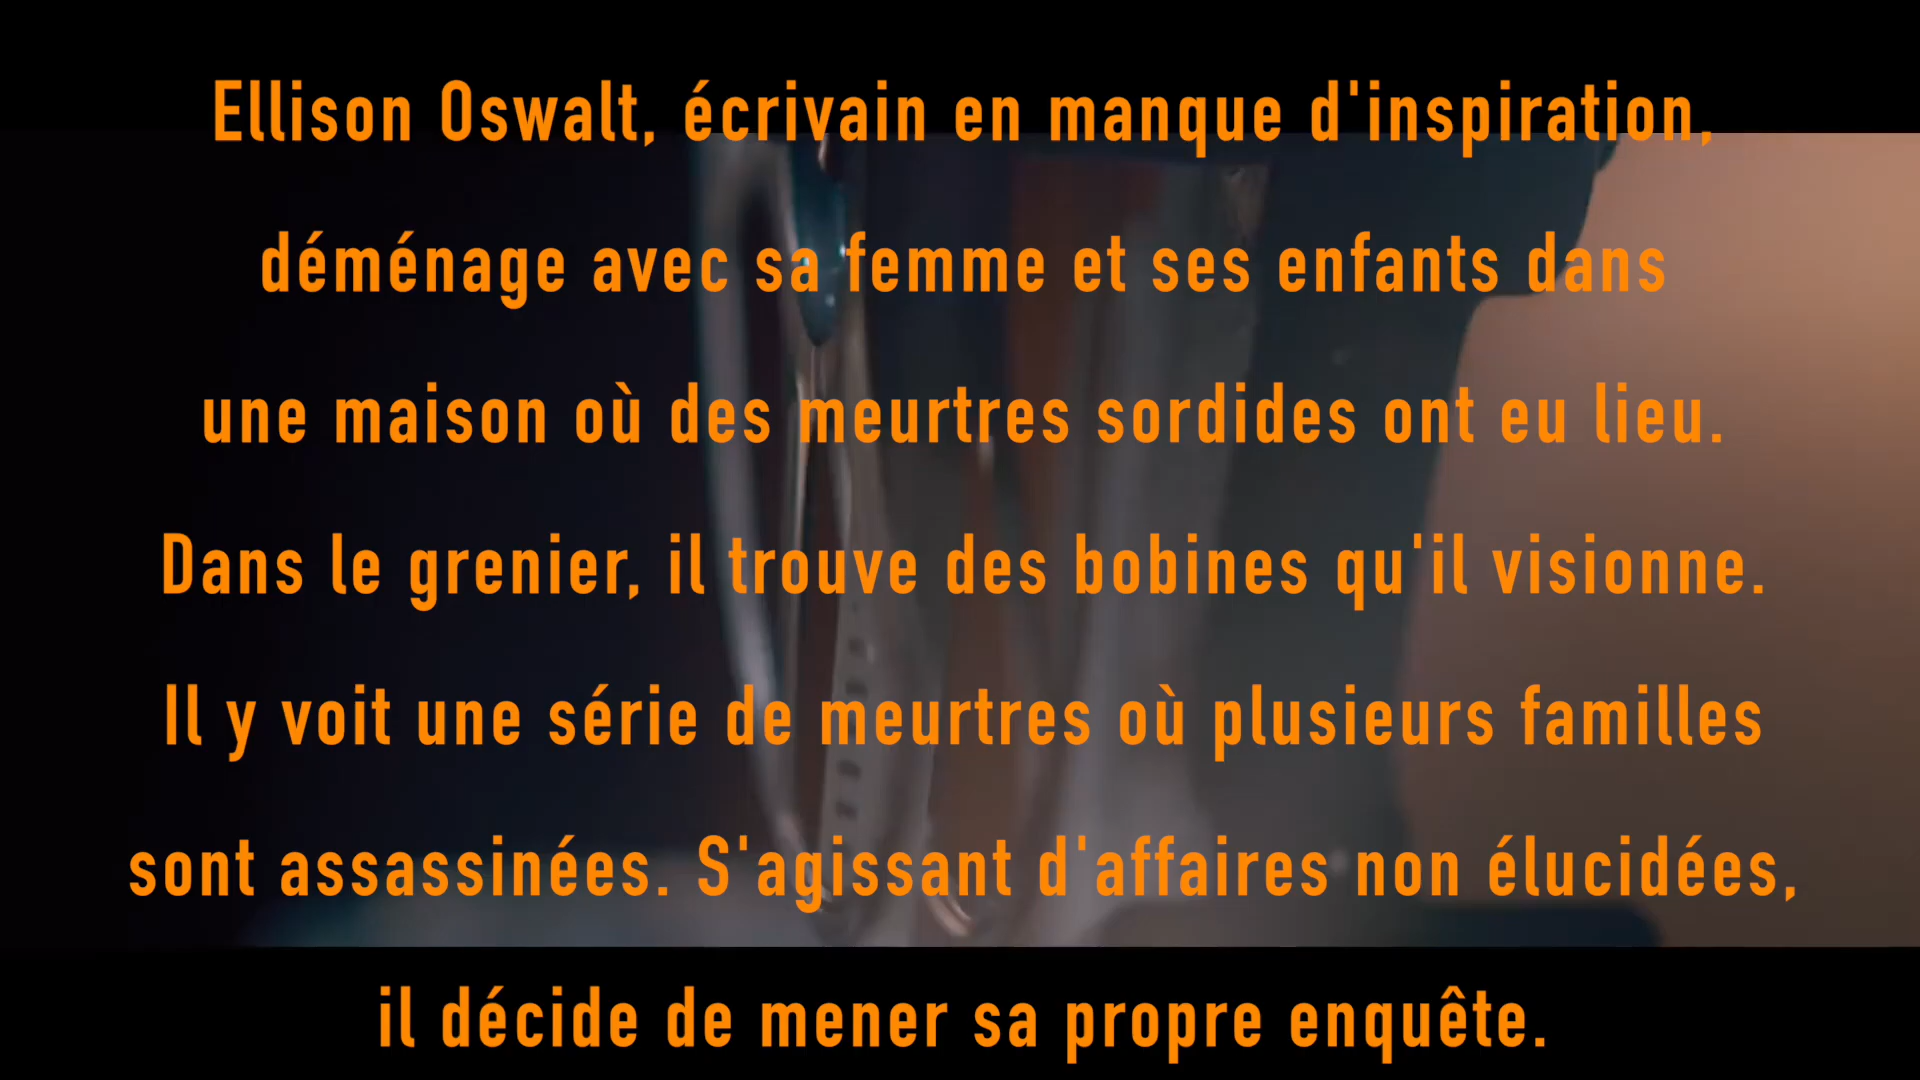 Ellison Oswalt, écrivain en manque d'inspiration,
déménage avec sa femme et ses enfants dans
une maison où des meurtres sordides ont eu lieu.
Dans le grenier, il trouve des bobines qu'il visionne.
Il y voit une série de meurtres où plusieurs familles
sont assassinées. S'agissant d'affaires non élucidées,
il décide de mener sa propre enquête.